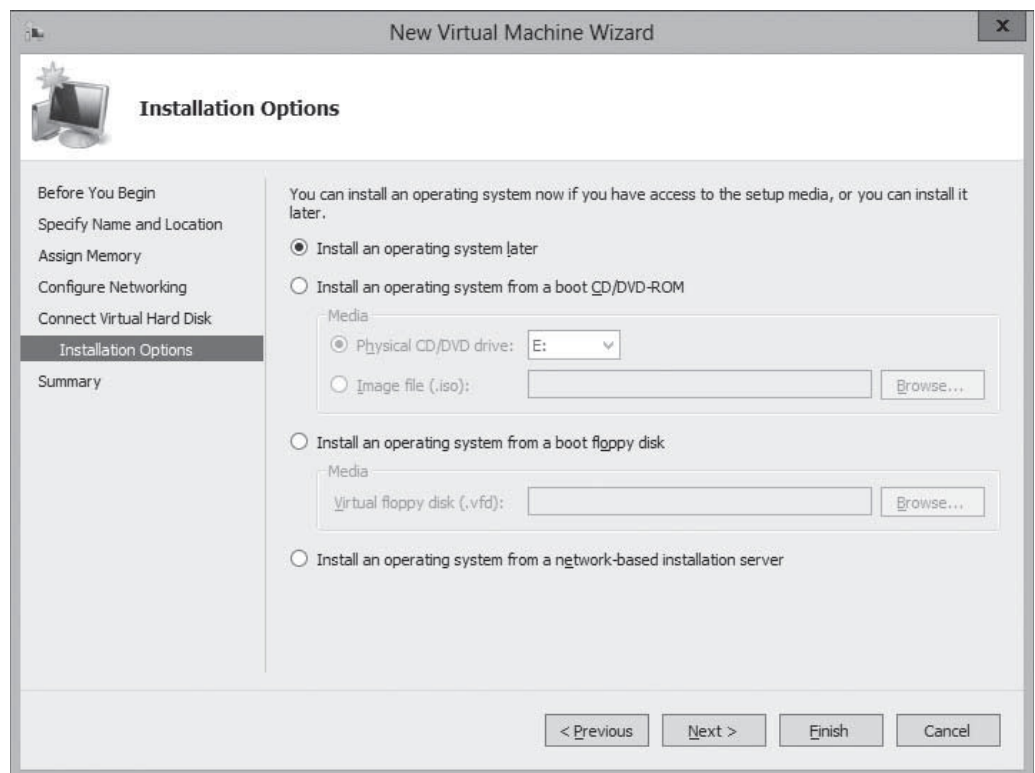 New Virtual Machine Wizard
x
Installation Options
Before You Begin
Specify Name and Location
Assign Memory
Configure Networking
Connect Virtual Hard Disk
Installation Options
Summary
You can install an operating system now if you have access to the setup media, or you can install it
later.
Install an operating system later
Install an operating system from a boot CD/DVD-ROM
Media
Physical CD/DVD drive: E:
Image file (.iso): Browse...
Install an operating system from a boot floppy disk
Media
Virtual floppy disk (.vfd): Browse...
Install an operating system from a network-based installation server
< Previous Next > Finish Cancel